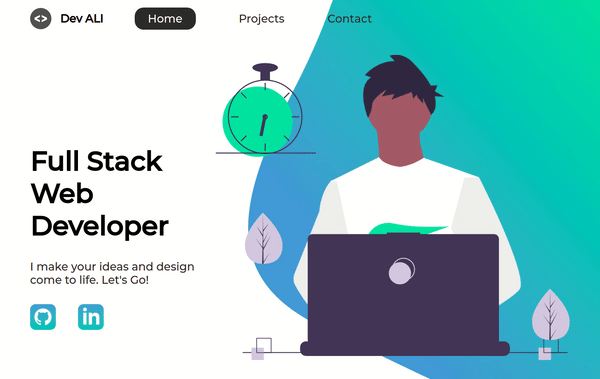 <> Dev ALI Home Projects Contact
Full Stack
Web
Developer
I make your ideas and design
come to life. Let's Go!
in